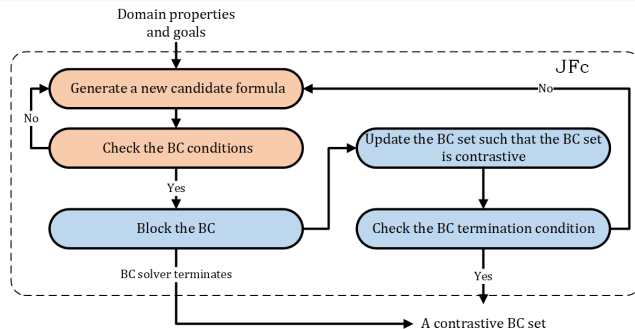 Domain properties
and goals
JFc
Generate a new candidate formula
No
No
Check the BC conditions
Update the BC set such that the BC set
is contrastive
Yes
Block the BC
Check the BC termination condition
BC solver terminates
Yes
A contrastive BC set